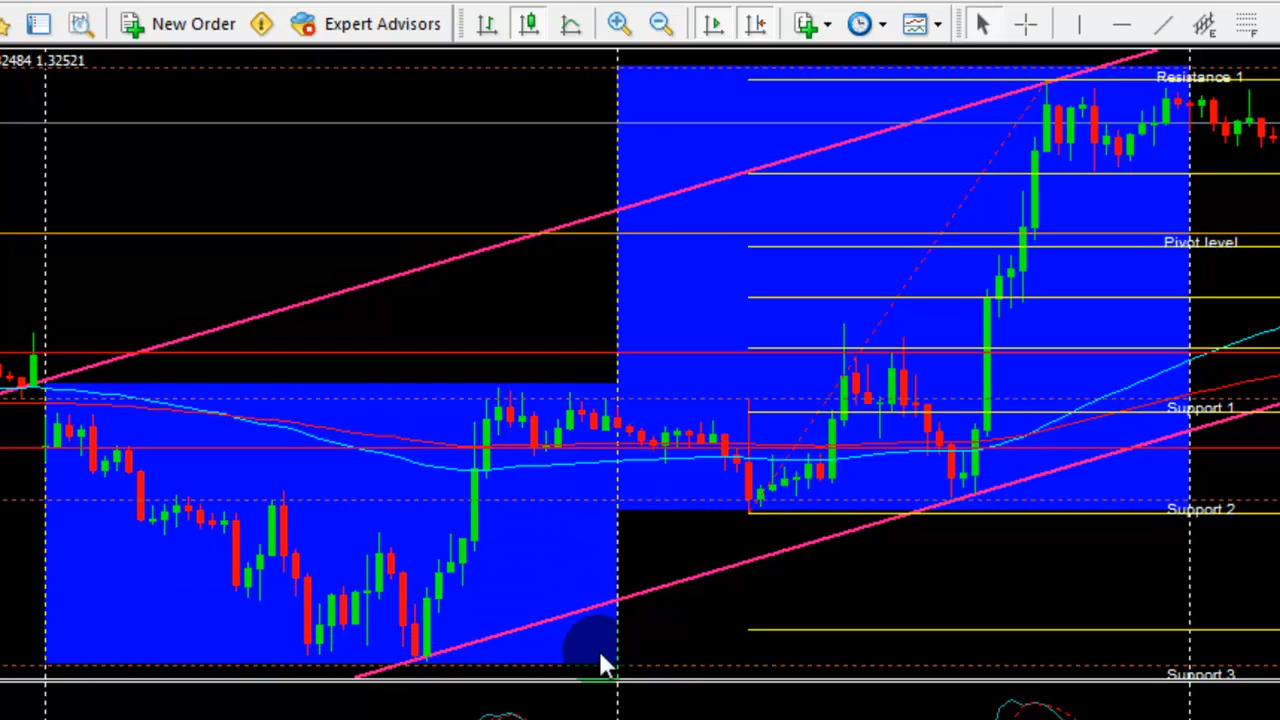 New Order Expert Advisors
2484 1.32521
Resistance 1
Pivot level
Support 1
Support 2
Support 3